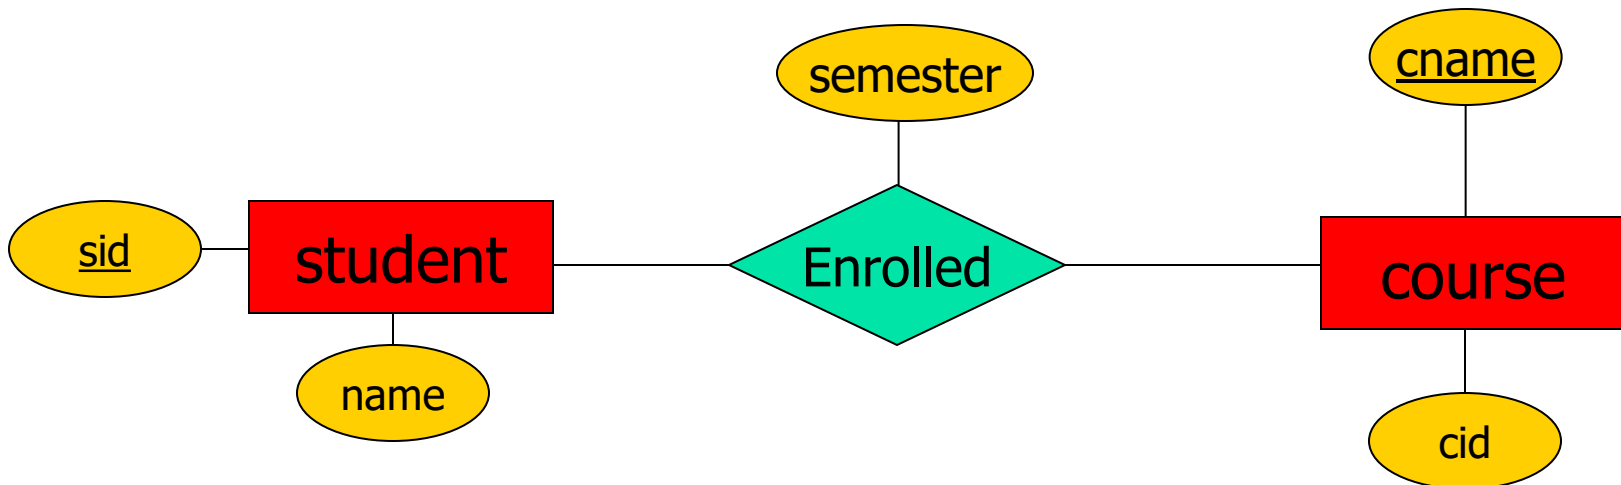 semester
cname
sid
student
Enrolled
course
name
cid